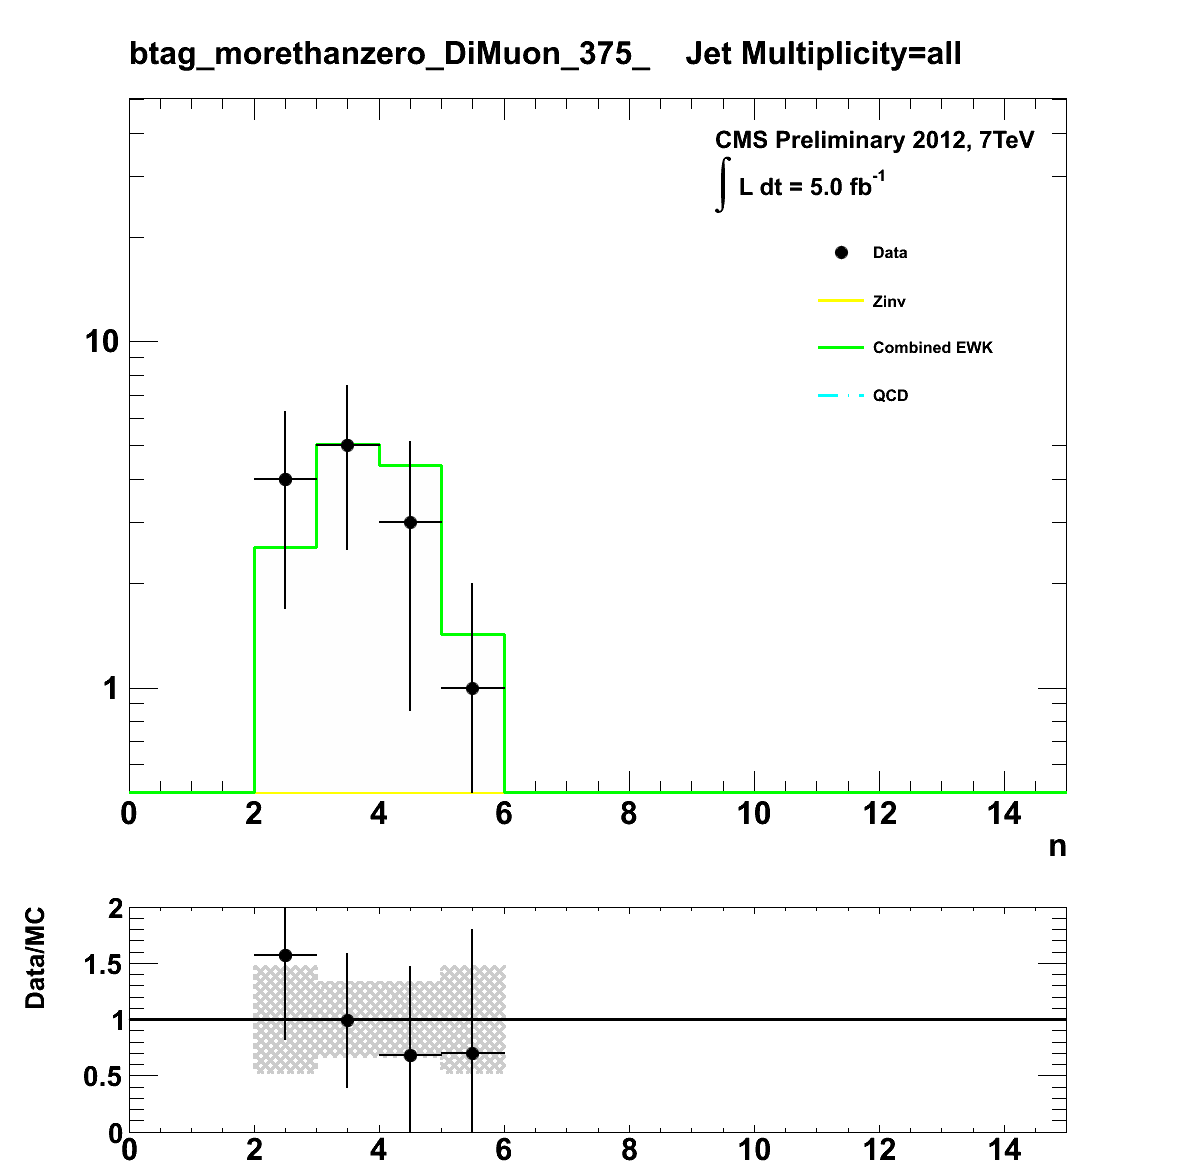 btag_morethanzero_DiMuon_375_ Jet Multiplicity=all
CMS Preliminary 2012, 7TeV
∫ L dt = 5.0 fb⁻¹
Data
Zinv
Combined EWK
QCD
10
1
0 2 4 6 8 10 12 14
n
Data/MC
2
1.5
1
0.5
0
0 2 4 6 8 10 12 14